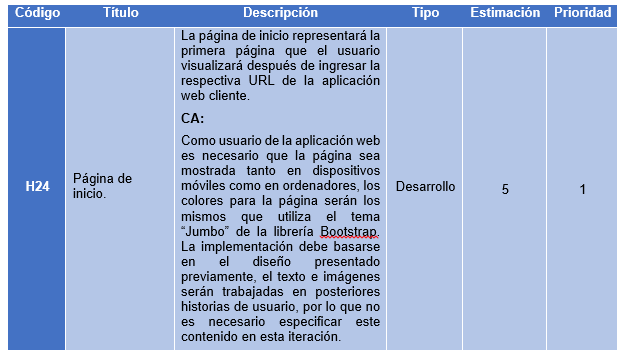 Código Título Descripción Tipo Estimación Prioridad
La página de inicio representará la
primera página que el usuario
visualizará después de ingresar la
respectiva URL de la aplicación
web cliente.
CA:
Como usuario de la aplicación web
es necesario que la página sea
mostrada tanto en dispositivos
móviles como en ordenadores, los
colores para la página serán los
mismos que utiliza el tema
“Jumbo” de la librería Bootstrap.
La implementación debe basarse
en el diseño presentado
previamente, el texto e imágenes
serán trabajadas en posteriores
historias de usuario, por lo que no
es necesario especificar este
contenido en esta iteración.
H24
Página de
inicio.
Desarrollo
5
1